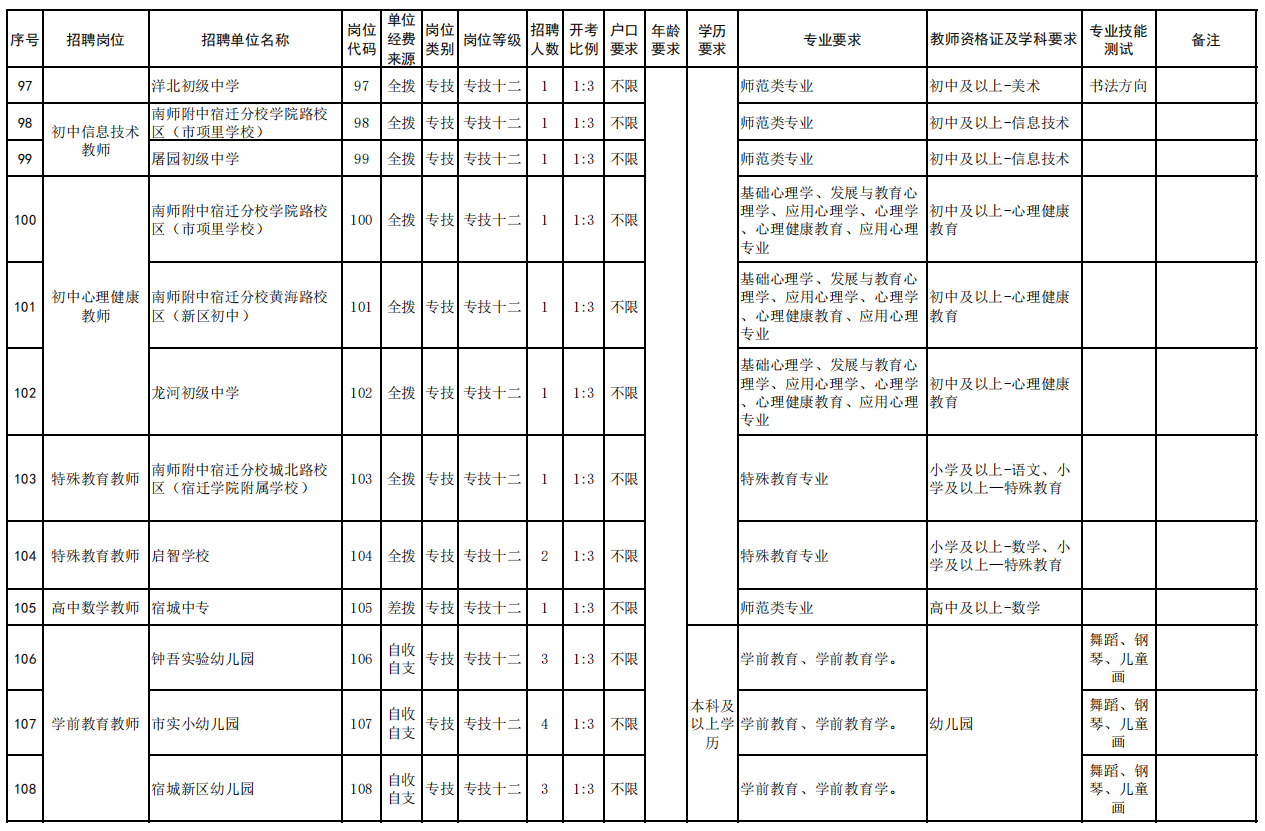 序号 招聘岗位 招聘单位名称 岗位代码 单位经费来源 岗位类别 岗位等级 招聘人数 开考比例 户口要求 年龄要求 学历要求 专业要求 教师资格证及学科要求 专业技能测试 备注
97 洋北初级中学 97 全拨 专技 专技十二 1 1:3 不限 师范类专业 初中及以上-美术 书法方向
初中信息技术教师
98 南师附中宿迁分校学院路校区（市项里学校） 98 全拨 专技 专技十二 1 1:3 不限 师范类专业 初中及以上-信息技术
99 屠园初级中学 99 全拨 专技 专技十二 1 1:3 不限 师范类专业 初中及以上-信息技术
初中心理健康教师
100 南师附中宿迁分校学院路校区（市项里学校） 100 全拨 专技 专技十二 1 1:3 不限 基础心理学、发展与教育心理学、应用心理学、心理学、心理健康教育、应用心理专业 初中及以上-心理健康教育
101 南师附中宿迁分校黄海路校区（新区初中） 101 全拨 专技 专技十二 1 1:3 不限 基础心理学、发展与教育心理学、应用心理学、心理学、心理健康教育、应用心理专业 初中及以上-心理健康教育
102 龙河初级中学 102 全拨 专技 专技十二 1 1:3 不限 基础心理学、发展与教育心理学、应用心理学、心理学、心理健康教育、应用心理专业 初中及以上-心理健康教育
103 特殊教育教师 南师附中宿迁分校城北路校区（宿迁学院附属学校） 103 全拨 专技 专技十二 1 1:3 不限 特殊教育专业 小学及以上-语文、小学及以上—特殊教育
104 特殊教育教师 启智学校 104 全拨 专技 专技十二 2 1:3 不限 特殊教育专业 小学及以上-数学、小学及以上—特殊教育
105 高中数学教师 宿城中专 105 差拨 专技 专技十二 1 1:3 不限 师范类专业 高中及以上-数学
学前教育教师 本科及以上学历 幼儿园
106 钟吾实验幼儿园 106 自收自支 专技 专技十二 3 1:3 不限 学前教育、学前教育学。 舞蹈、钢琴、儿童画
107 市实小幼儿园 107 自收自支 专技 专技十二 4 1:3 不限 学前教育、学前教育学。 舞蹈、钢琴、儿童画
108 宿城新区幼儿园 108 自收自支 专技 专技十二 3 1:3 不限 学前教育、学前教育学。 舞蹈、钢琴、儿童画